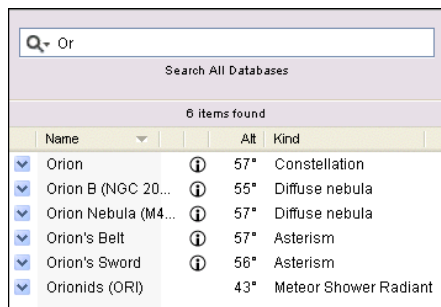 Or
Search All Databases
6 items found
Name Alt Kind
Orion 57° Constellation
Orion B (NGC 20... 55° Diffuse nebula
Orion Nebula (M4... 57° Diffuse nebula
Orion's Belt 57° Asterism
Orion's Sword 56° Asterism
Orionids (ORI) 43° Meteor Shower Radiant